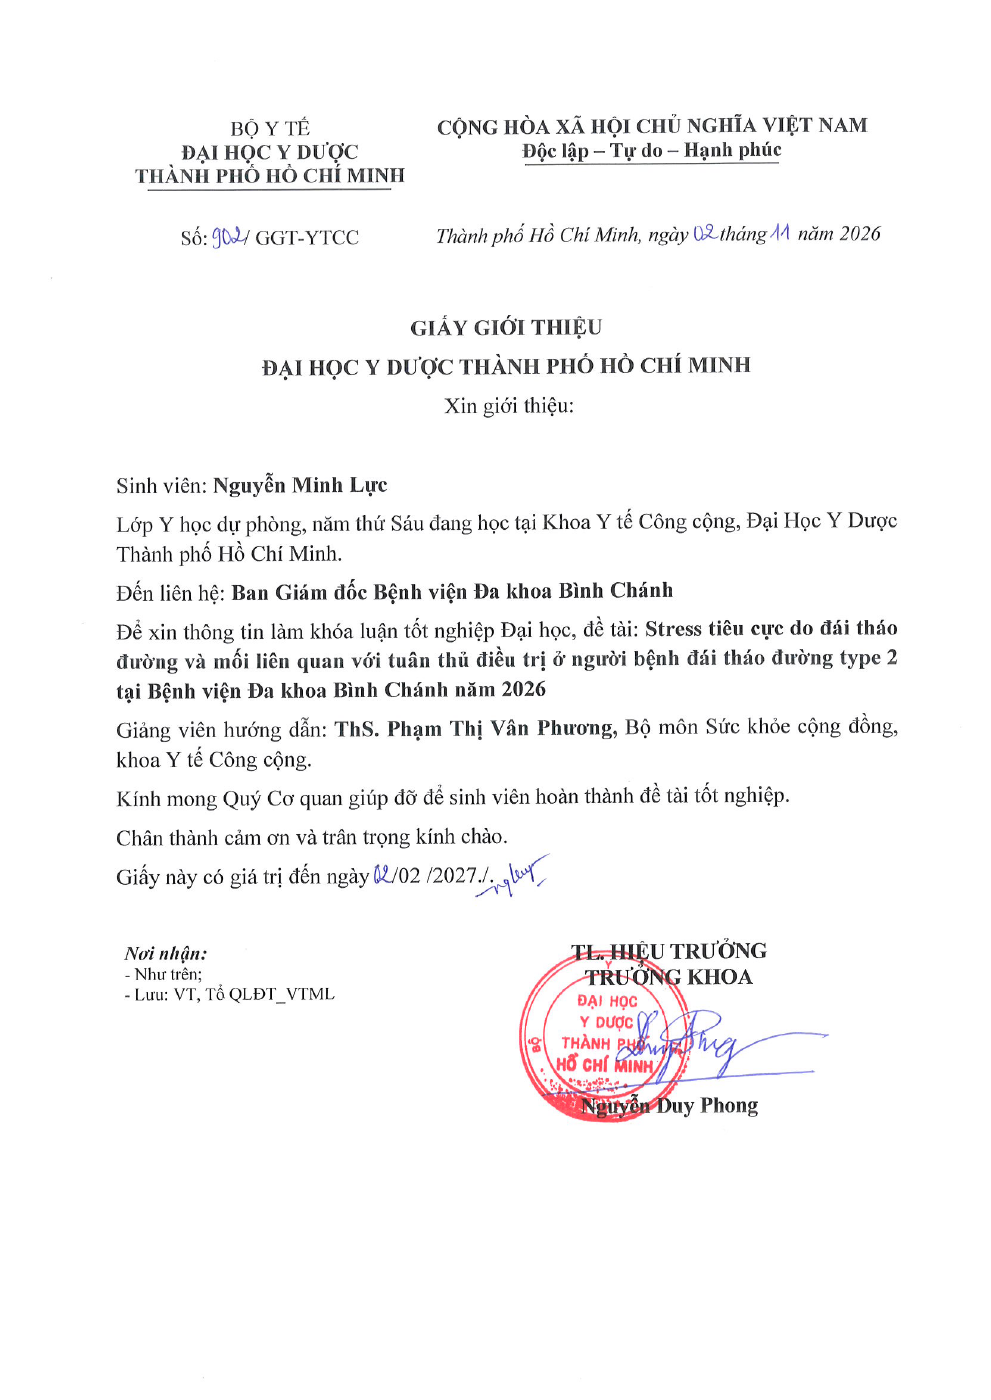 BỘ Y TẾ
ĐẠI HỌC Y DƯỢC
THÀNH PHỐ HỒ CHÍ MINH
CỘNG HÒA XÃ HỘI CHỦ NGHĨA VIỆT NAM
Độc lập – Tự do – Hạnh phúc
Số: 902/ GGT-YTCC
Thành phố Hồ Chí Minh, ngày 02 tháng 11 năm 2026
GIẤY GIỚI THIỆU
ĐẠI HỌC Y DƯỢC THÀNH PHỐ HỒ CHÍ MINH
Xin giới thiệu:
Sinh viên: Nguyễn Minh Lực
Lớp Y học dự phòng, năm thứ Sáu đang học tại Khoa Y tế Công cộng, Đại Học Y Dược
Thành phố Hồ Chí Minh.
Đến liên hệ: Ban Giám đốc Bệnh viện Đa khoa Bình Chánh
Để xin thông tin làm khóa luận tốt nghiệp Đại học, đề tài: Stress tiêu cực do đái tháo
đường và mối liên quan với tuân thủ điều trị ở người bệnh đái tháo đường type 2
tại Bệnh viện Đa khoa Bình Chánh năm 2026
Giảng viên hướng dẫn: ThS. Phạm Thị Vân Phương, Bộ môn Sức khỏe cộng đồng,
khoa Y tế Công cộng.
Kính mong Quý Cơ quan giúp đỡ để sinh viên hoàn thành đề tài tốt nghiệp.
Chân thành cảm ơn và trân trọng kính chào.
Giấy này có giá trị đến ngày 02/02 /2027./.
Nơi nhận:
- Như trên;
- Lưu: VT, Tổ QLĐT_VTML
TL. HIỆU TRƯỞNG
TRƯỞNG KHOA
BỘ Y
ĐẠI HỌC
Y DƯỢC
THÀNH PHỐ
HỒ CHÍ MINH
Nguyễn Duy Phong